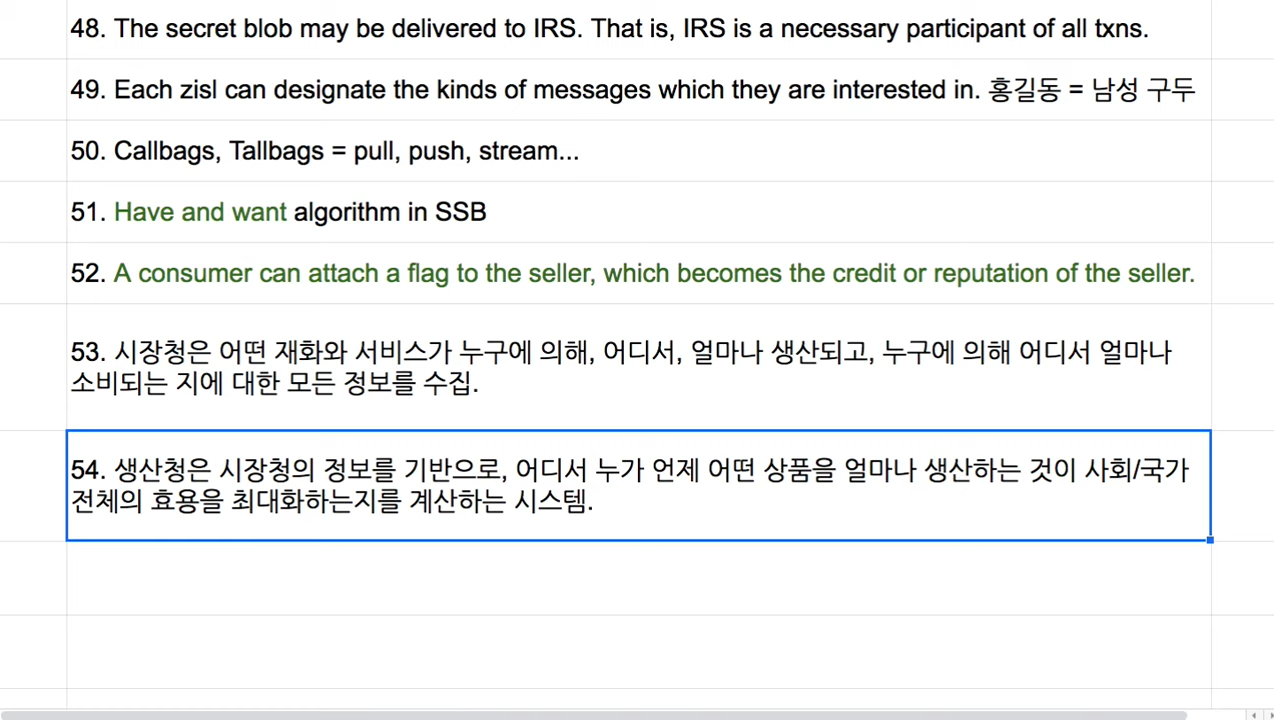 48. The secret blob may be delivered to IRS. That is, IRS is a necessary participant of all txns.
49. Each zisl can designate the kinds of messages which they are interested in. 홍길동 = 남성 구두
50. Callbags, Tallbags = pull, push, stream...
51. Have and want algorithm in SSB
52. A consumer can attach a flag to the seller, which becomes the credit or reputation of the seller.
53. 시장청은 어떤 재화와 서비스가 누구에 의해, 어디서, 얼마나 생산되고, 누구에 의해 어디서 얼마나
소비되는 지에 대한 모든 정보를 수집.
54. 생산청은 시장청의 정보를 기반으로, 어디서 누가 언제 어떤 상품을 얼마나 생산하는 것이 사회/국가
전체의 효용을 최대화하는지를 계산하는 시스템.